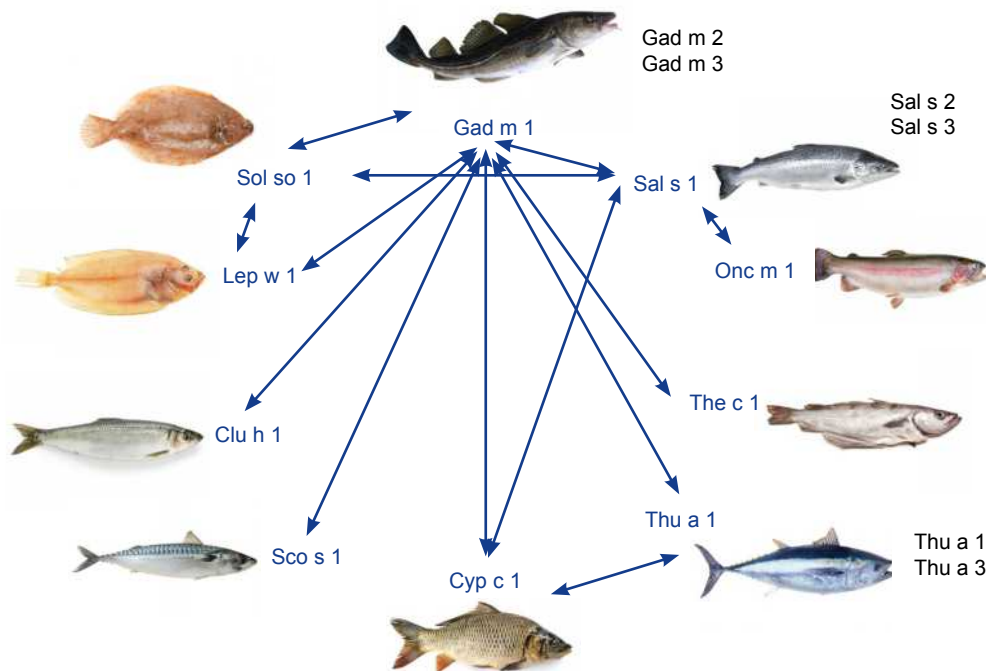 Gad m 2
Gad m 3
Sal s 2
Sal s 3
Gad m 1
Sol so 1
Sal s 1
Lep w 1
Onc m 1
The c 1
Clu h 1
Thu a 1
Thu a 1
Thu a 3
Sco s 1
Cyp c 1